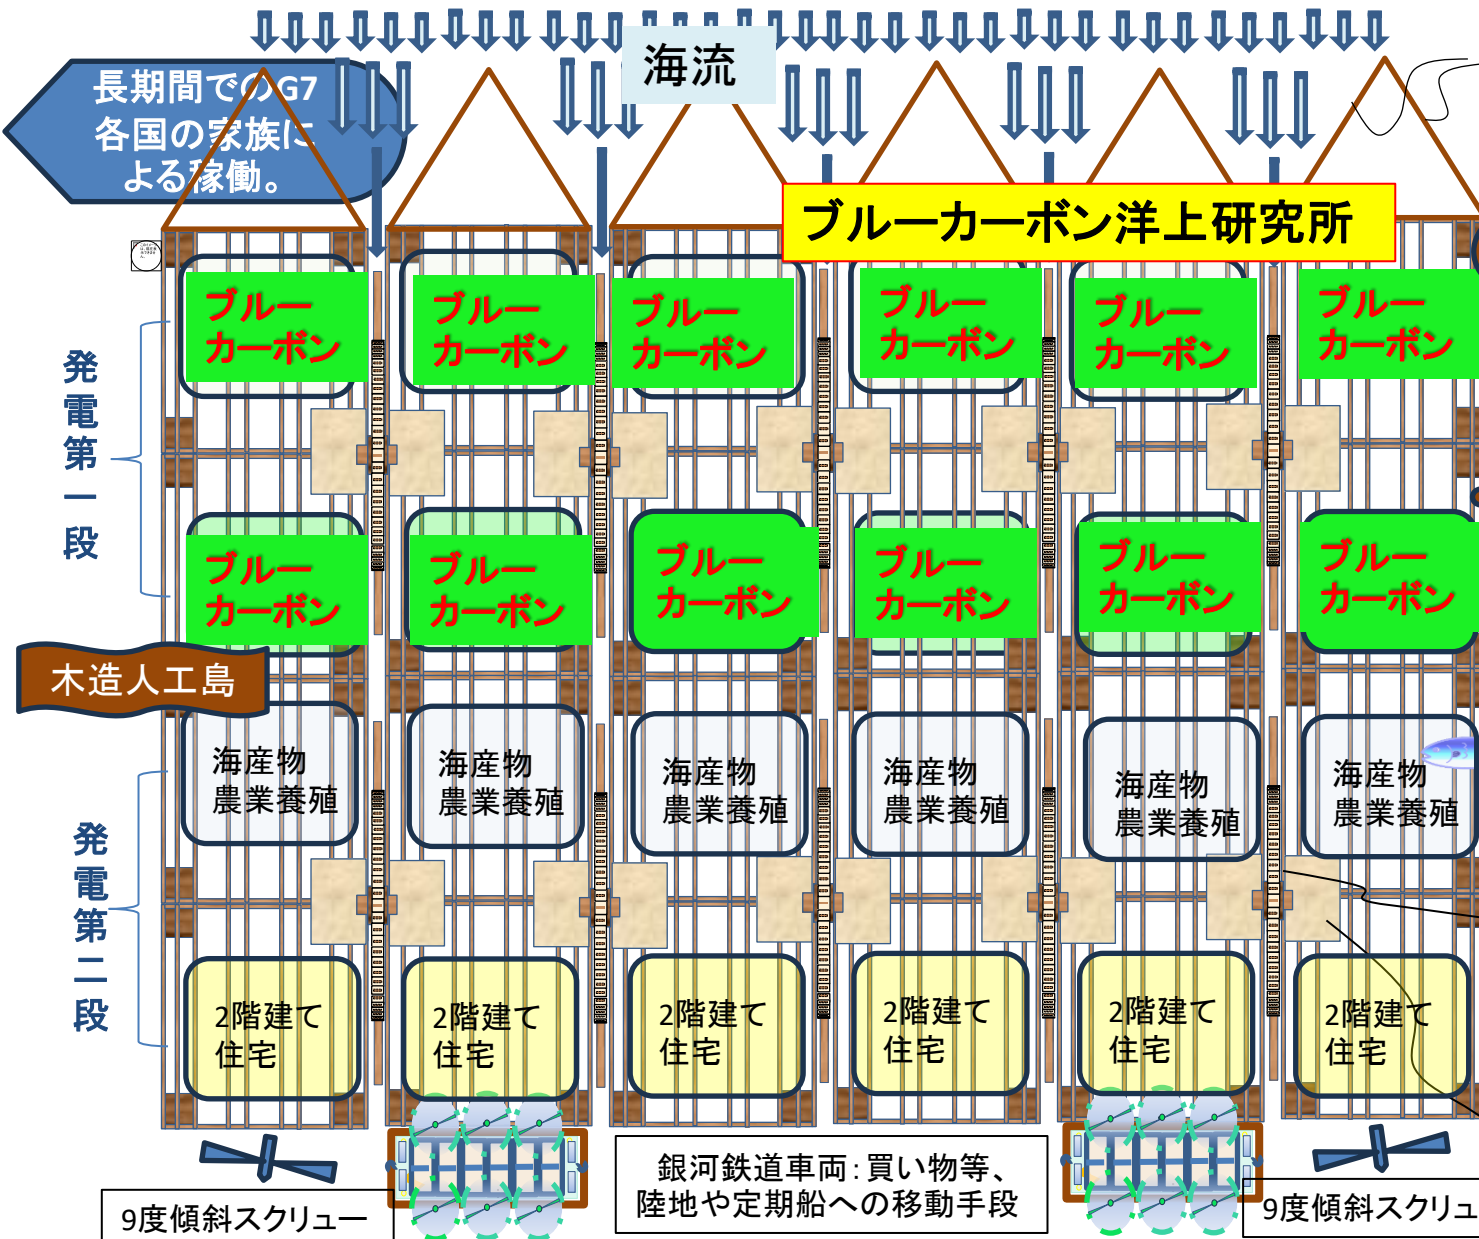 海流
長期間でのG7
各国の家族に
よる稼働。
ブルーカーボン洋上研究所
ブルー
カーボン
ブルー
カーボン
ブルー
カーボン
ブルー
カーボン
ブルー
カーボン
ブルー
カーボン
発電第一段
ブルー
カーボン
ブルー
カーボン
ブルー
カーボン
ブルー
カーボン
ブルー
カーボン
ブルー
カーボン
木造人工島
海産物
農業養殖
海産物
農業養殖
海産物
農業養殖
海産物
農業養殖
海産物
農業養殖
海産物
農業養殖
発電第二段
2階建て
住宅
2階建て
住宅
2階建て
住宅
2階建て
住宅
2階建て
住宅
2階建て
住宅
9度傾斜スクリュー
銀河鉄道車両：買い物等、
陸地や定期船への移動手段
9度傾斜スクリュ